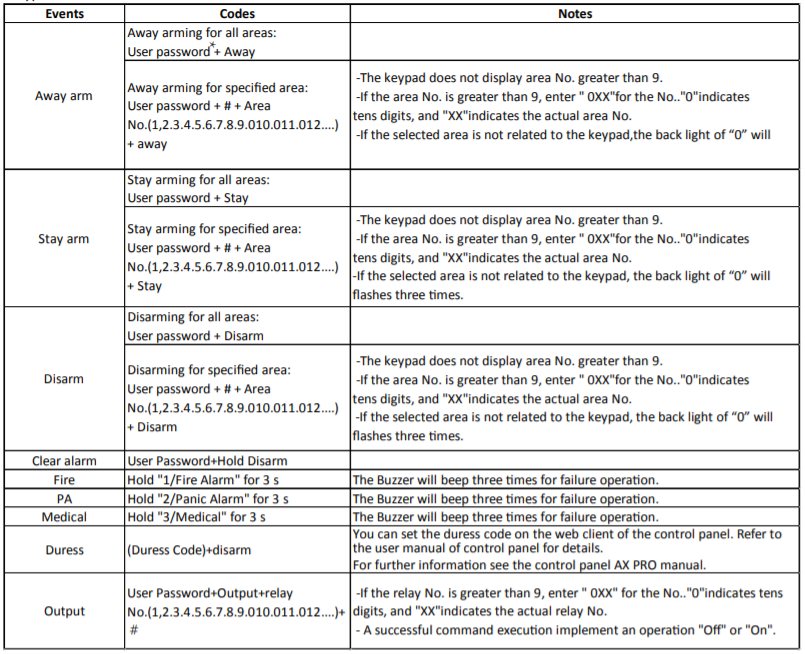 Events Codes Notes
Away arm
Away arming for all areas:
User password*+ Away
Away arming for specified area:
User password + # + Area
No.(1,2.3.4.5.6.7.8.9.010.011.012....)
+ away
-The keypad does not display area No. greater than 9.
-If the area No. is greater than 9, enter " 0XX"for the No.."0"indicates
tens digits, and "XX"indicates the actual area No.
-If the selected area is not related to the keypad,the back light of “0” will
Stay arm
Stay arming for all areas:
User password + Stay
Stay arming for specified area:
User password + # + Area
No.(1,2.3.4.5.6.7.8.9.010.011.012....)
+ Stay
-The keypad does not display area No. greater than 9.
-If the area No. is greater than 9, enter " 0XX"for the No.."0"indicates
tens digits, and "XX"indicates the actual area No.
-If the selected area is not related to the keypad, the back light of “0” will
flashes three times.
Disarm
Disarming for all areas:
User password + Disarm
Disarming for specified area:
User password + # + Area
No.(1,2.3.4.5.6.7.8.9.010.011.012....)
+ Disarm
-The keypad does not display area No. greater than 9.
-If the area No. is greater than 9, enter " 0XX"for the No.."0"indicates
tens digits, and "XX"indicates the actual area No.
-If the selected area is not related to the keypad, the back light of “0” will
flashes three times.
Clear alarm User Password+Hold Disarm
Fire Hold "1/Fire Alarm" for 3 s The Buzzer will beep three times for failure operation.
PA Hold "2/Panic Alarm" for 3 s The Buzzer will beep three times for failure operation.
Medical Hold "3/Medical" for 3 s The Buzzer will beep three times for failure operation.
Duress (Duress Code)+disarm
You can set the duress code on the web client of the control panel. Refer to
the user manual of control panel for details.
For further information see the control panel AX PRO manual.
Output
User Password+Output+relay
No.(1,2.3.4.5.6.7.8.9.010.011.012....)+
#
-If the relay No. is greater than 9, enter " 0XX" for the No.."0"indicates tens
digits, and "XX"indicates the actual relay No.
- A successful command execution implement an operation "Off" or "On".